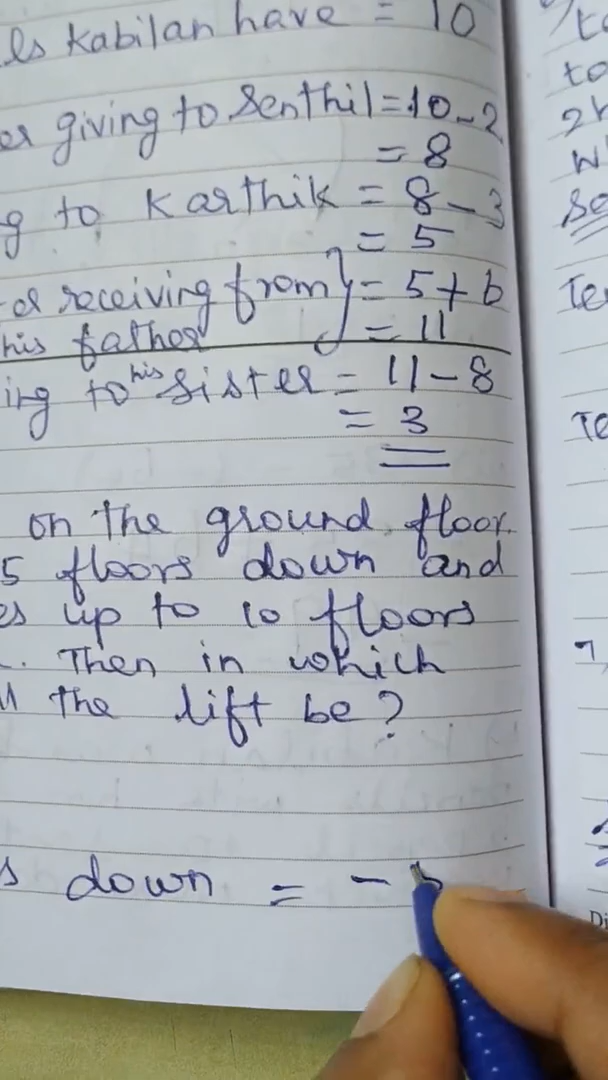 ls kabilan have = 10
er giving to Senthil = 10 - 2
= 8
g to Karthik = 8 - 3
= 5
receiving from } = 5 + 6
his father = 11
ing to his sister = 11 - 8
= 3
on the ground floor.
5 floors down and
es up to 10 floors
Then in which
the lift be?
s down = -